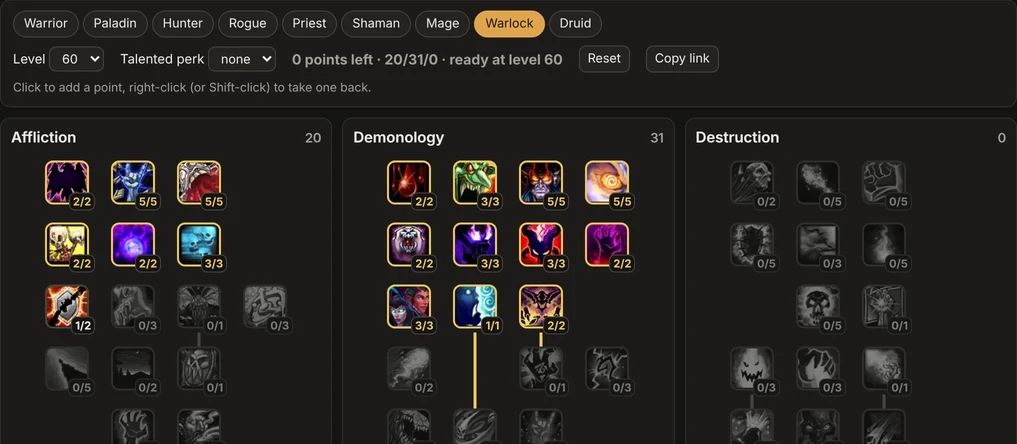 Warrior Paladin Hunter Rogue Priest Shaman Mage Warlock Druid
Level 60 Talented perk none 0 points left · 20/31/0 · ready at level 60 Reset Copy link
Click to add a point, right-click (or Shift-click) to take one back.
Affliction 20
2/2 5/5 5/5
2/2 2/2 3/3
1/2 0/3 0/1 0/3
0/5 0/2 0/1
Demonology 31
2/2 3/3 5/5 5/5
2/2 3/3 3/3 2/2
3/3 1/1 2/2
0/2 0/1 0/3
Destruction 0
0/2 0/5 0/5
0/5 0/3 0/5
0/5 0/1
0/3 0/3 0/1